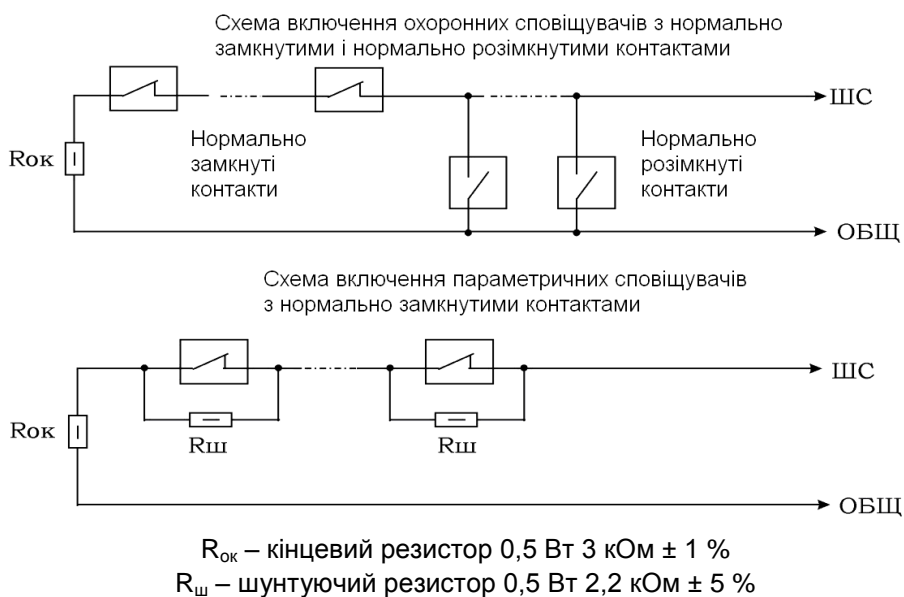 Схема включення охоронних сповіщувачів з нормально
замкнутими і нормально розімкнутими контактами
ШС
Rок
Нормально
замкнуті
контакти
Нормально
розімкнуті
контакти
ОБЩ
Схема включення параметричних сповіщувачів
з нормально замкнутими контактами
ШС
Rок
Rш
Rш
ОБЩ
Rок – кінцевий резистор 0,5 Вт 3 кОм ± 1 %
Rш – шунтуючий резистор 0,5 Вт 2,2 кОм ± 5 %